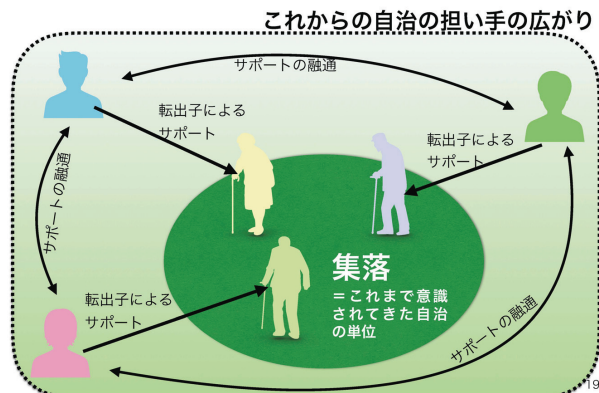 これからの自治の担い手の広がり
サポートの融通
転出子による
サポート
転出子による
サポート
サポートの融通
集落
＝これまで意識
されてきた自治
の単位
転出子による
サポート
サポートの融通
19